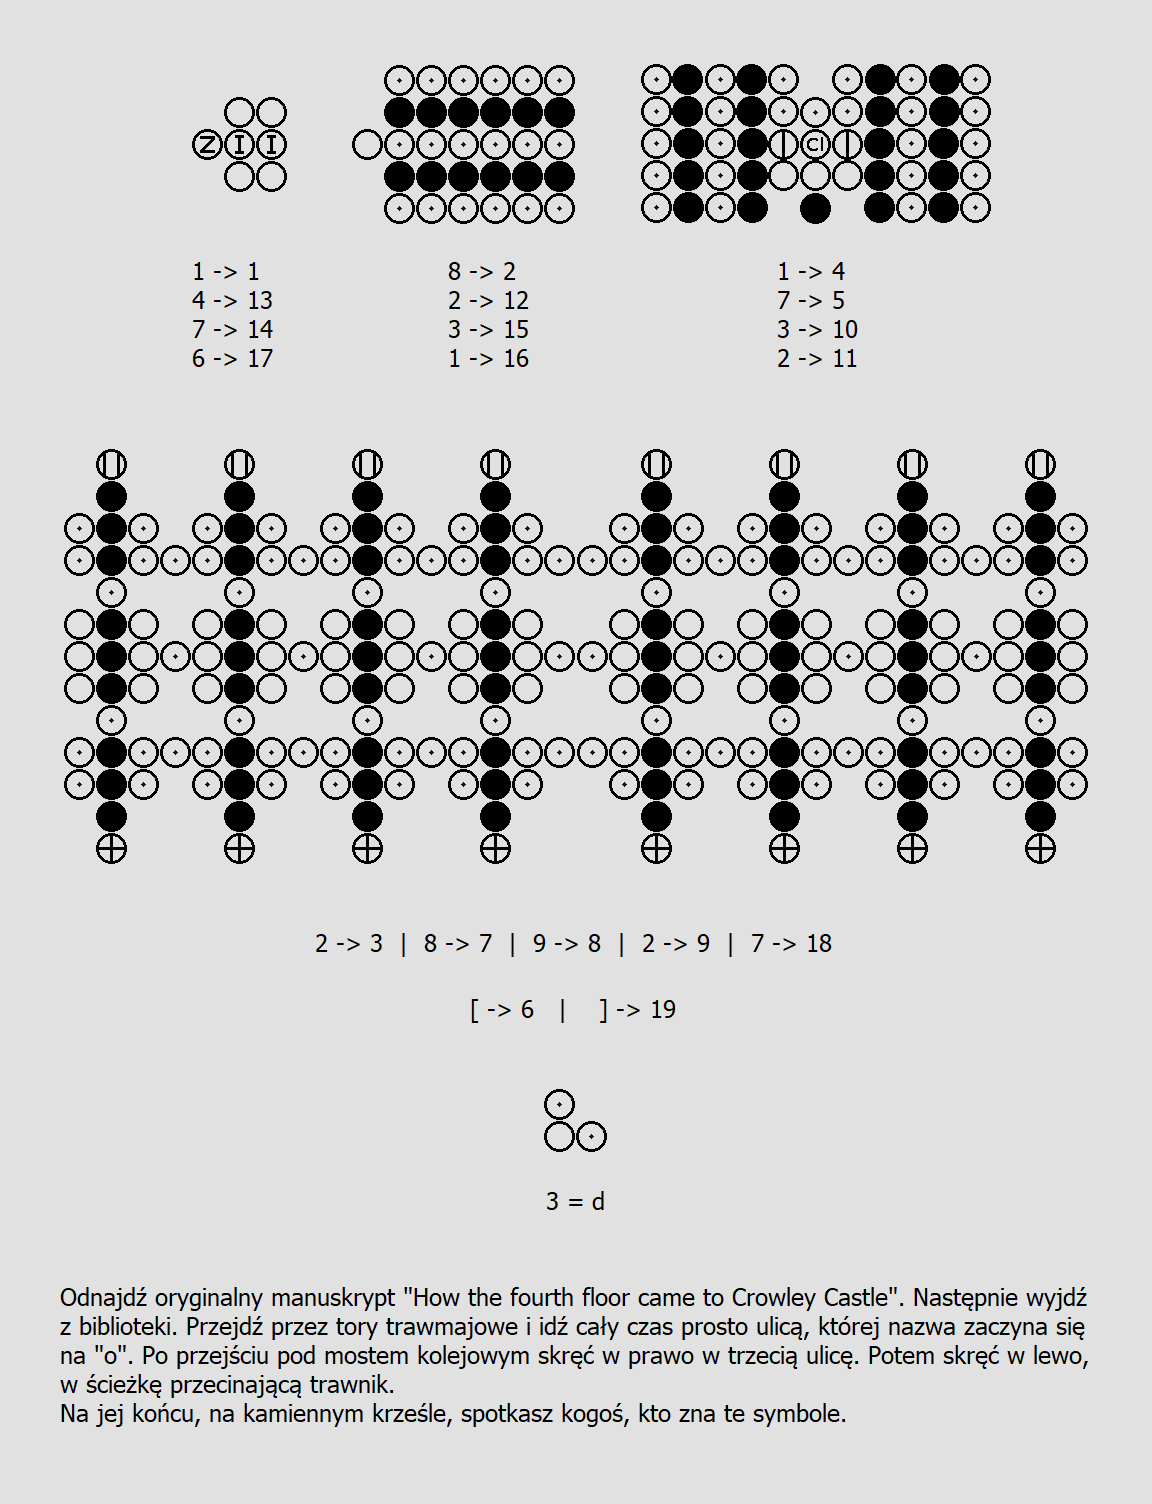 Z I I
Cl
1 -> 1 8 -> 2 1 -> 4
4 -> 13 2 -> 12 7 -> 5
7 -> 14 3 -> 15 3 -> 10
6 -> 17 1 -> 16 2 -> 11
2 -> 3 | 8 -> 7 | 9 -> 8 | 2 -> 9 | 7 -> 18
[ -> 6 | ] -> 19
3 = d
Odnajdź oryginalny manuskrypt "How the fourth floor came to Crowley Castle". Następnie wyjdź
z biblioteki. Przejdź przez tory trawmajowe i idź cały czas prosto ulicą, której nazwa zaczyna się
na "o". Po przejściu pod mostem kolejowym skręć w prawo w trzecią ulicę. Potem skręć w lewo,
w ścieżkę przecinającą trawnik.
Na jej końcu, na kamiennym krześle, spotkasz kogoś, kto zna te symbole.